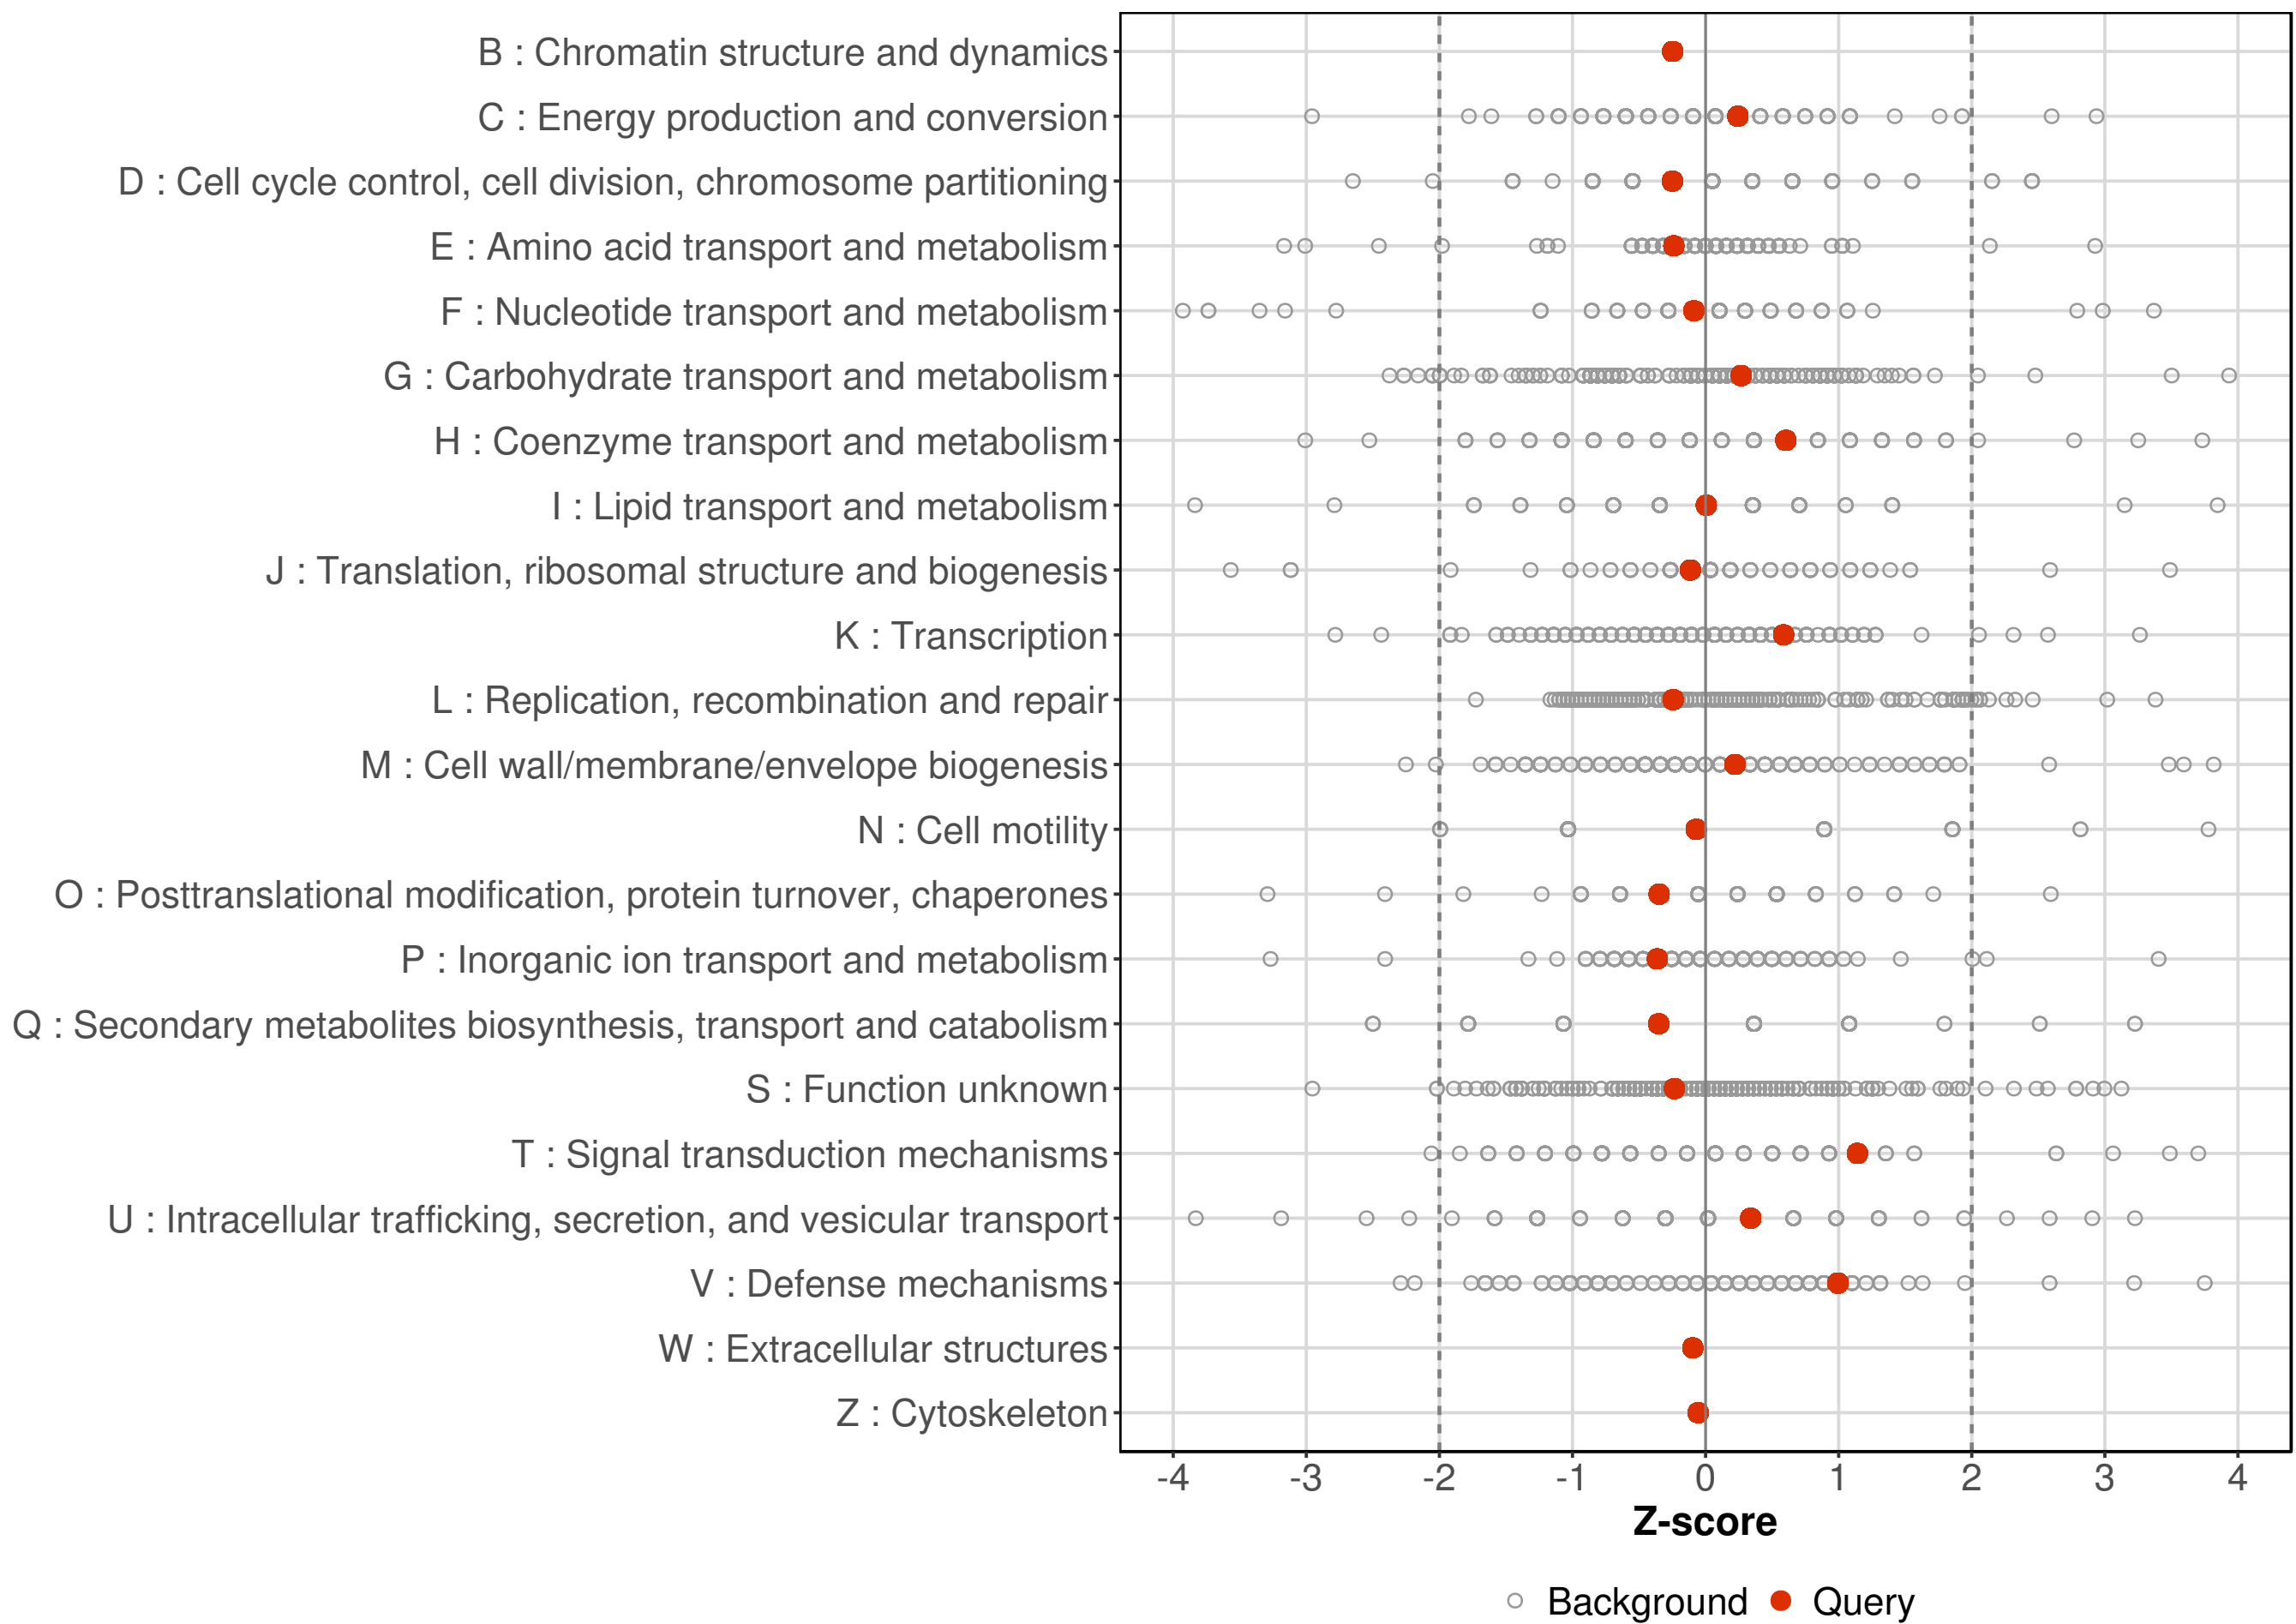 B : Chromatin structure and dynamics
C : Energy production and conversion
D : Cell cycle control, cell division, chromosome partitioning
E : Amino acid transport and metabolism
F : Nucleotide transport and metabolism
G : Carbohydrate transport and metabolism
H : Coenzyme transport and metabolism
I : Lipid transport and metabolism
J : Translation, ribosomal structure and biogenesis
K : Transcription
L : Replication, recombination and repair
M : Cell wall/membrane/envelope biogenesis
N : Cell motility
O : Posttranslational modification, protein turnover, chaperones
P : Inorganic ion transport and metabolism
Q : Secondary metabolites biosynthesis, transport and catabolism
S : Function unknown
T : Signal transduction mechanisms
U : Intracellular trafficking, secretion, and vesicular transport
V : Defense mechanisms
W : Extracellular structures
Z : Cytoskeleton
-4 -3 -2 -1 0 1 2 3 4
Z-score
Background Query